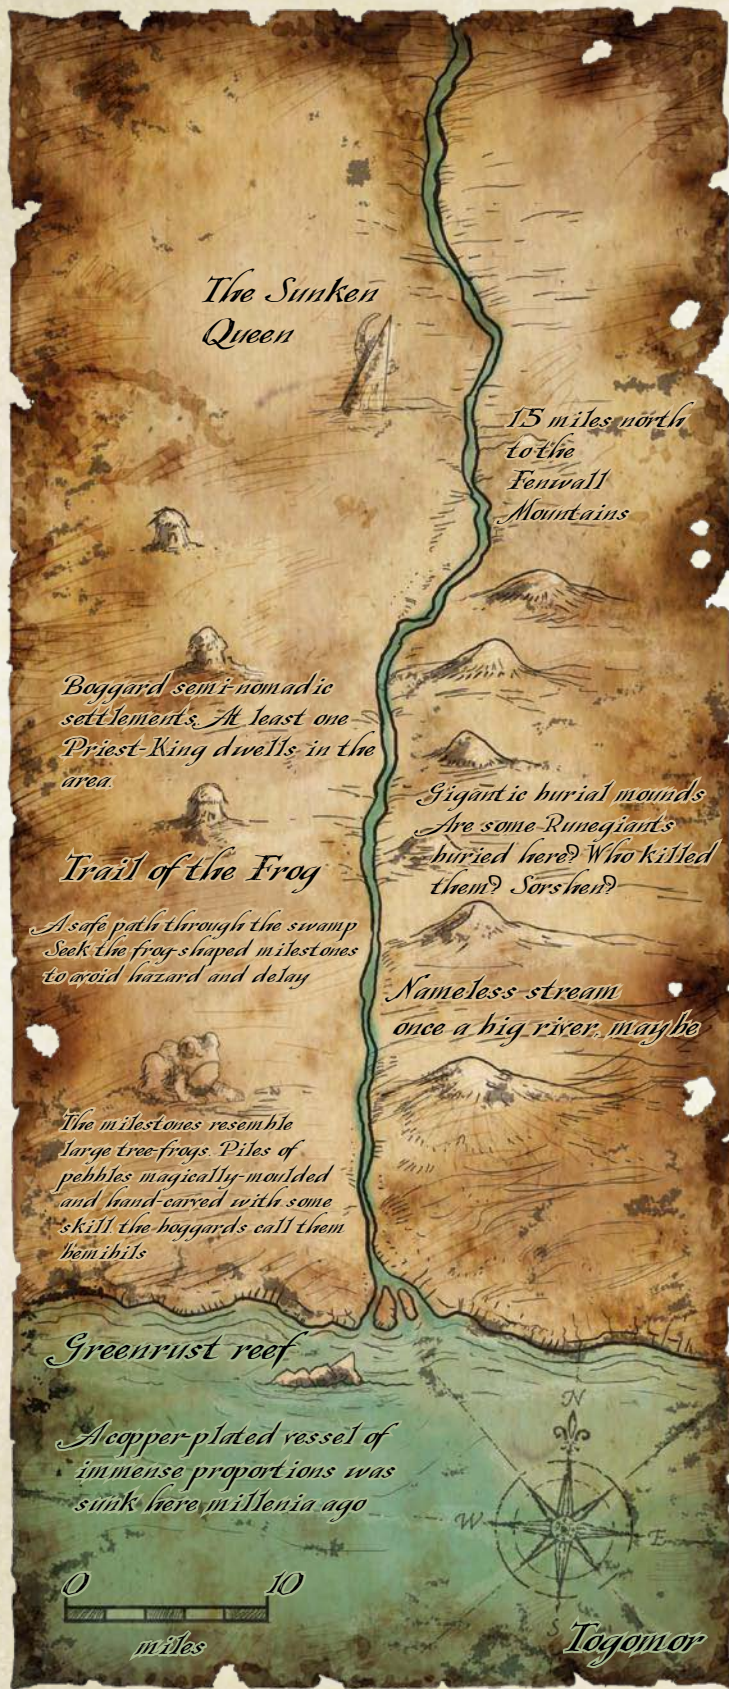 The Sunken
Queen
15 miles north
to the
Fenwall
Mountains
Boggard semi-nomadic
settlements. At least one
Priest-King dwells in the
area.
Gigantic burial mounds
Are some Runegiants
buried here? Who killed
them? Sorshen?
Trail of the Frog
A safe path through the swamp
Seek the frog-shaped milestones
to avoid hazard and delay
Nameless stream
once a big river, maybe
The milestones resemble
large tree-frogs. Piles of
pebbles magically-moulded
and hand-carved with some
skill. the boggards call them
bemibils
Greenrust reef
A copper-plated vessel of
immense proportions was
sunk here millenia ago
N
W
E
S
0
10
miles
Togomor